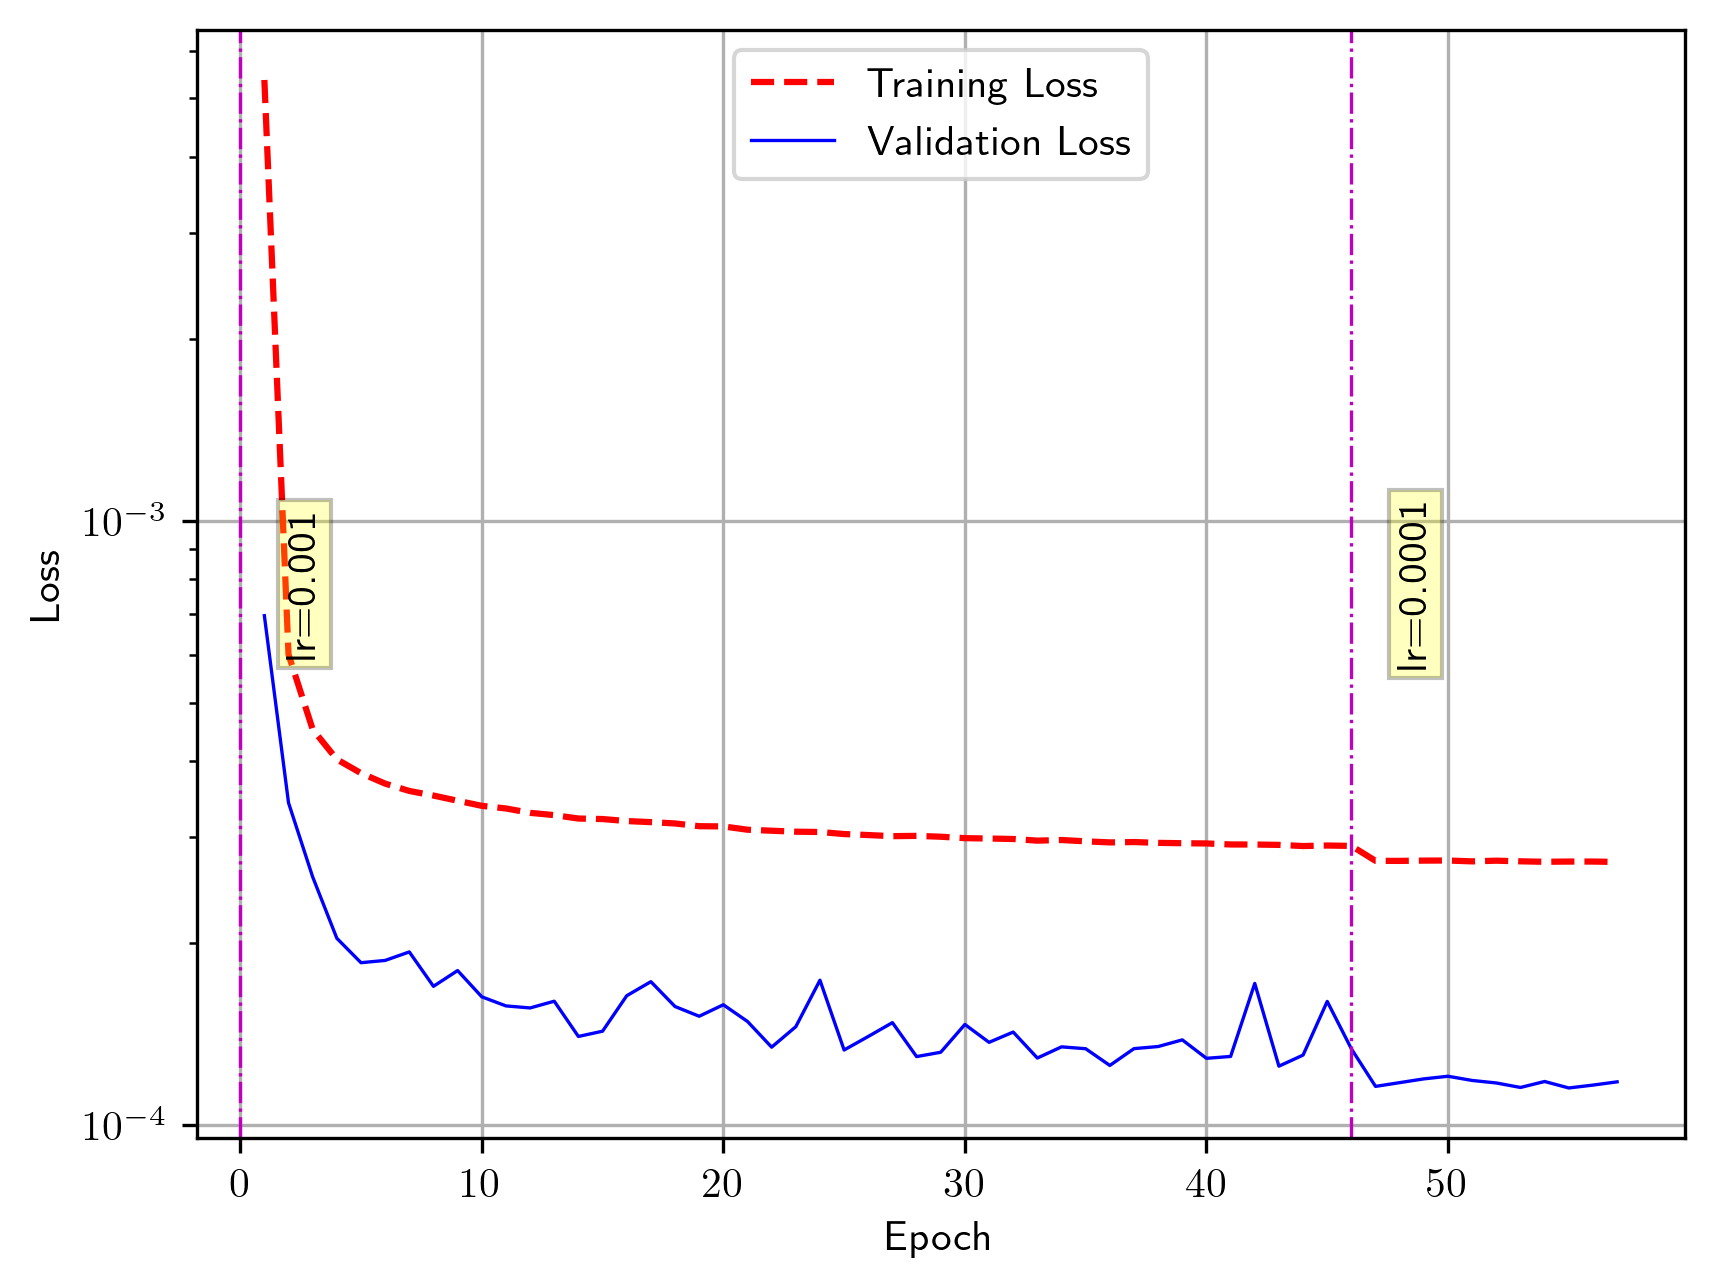 Training Loss
Validation Loss
10⁻³
10⁻⁴
Loss
lr=0.001
lr=0.0001
0 10 20 30 40 50
Epoch